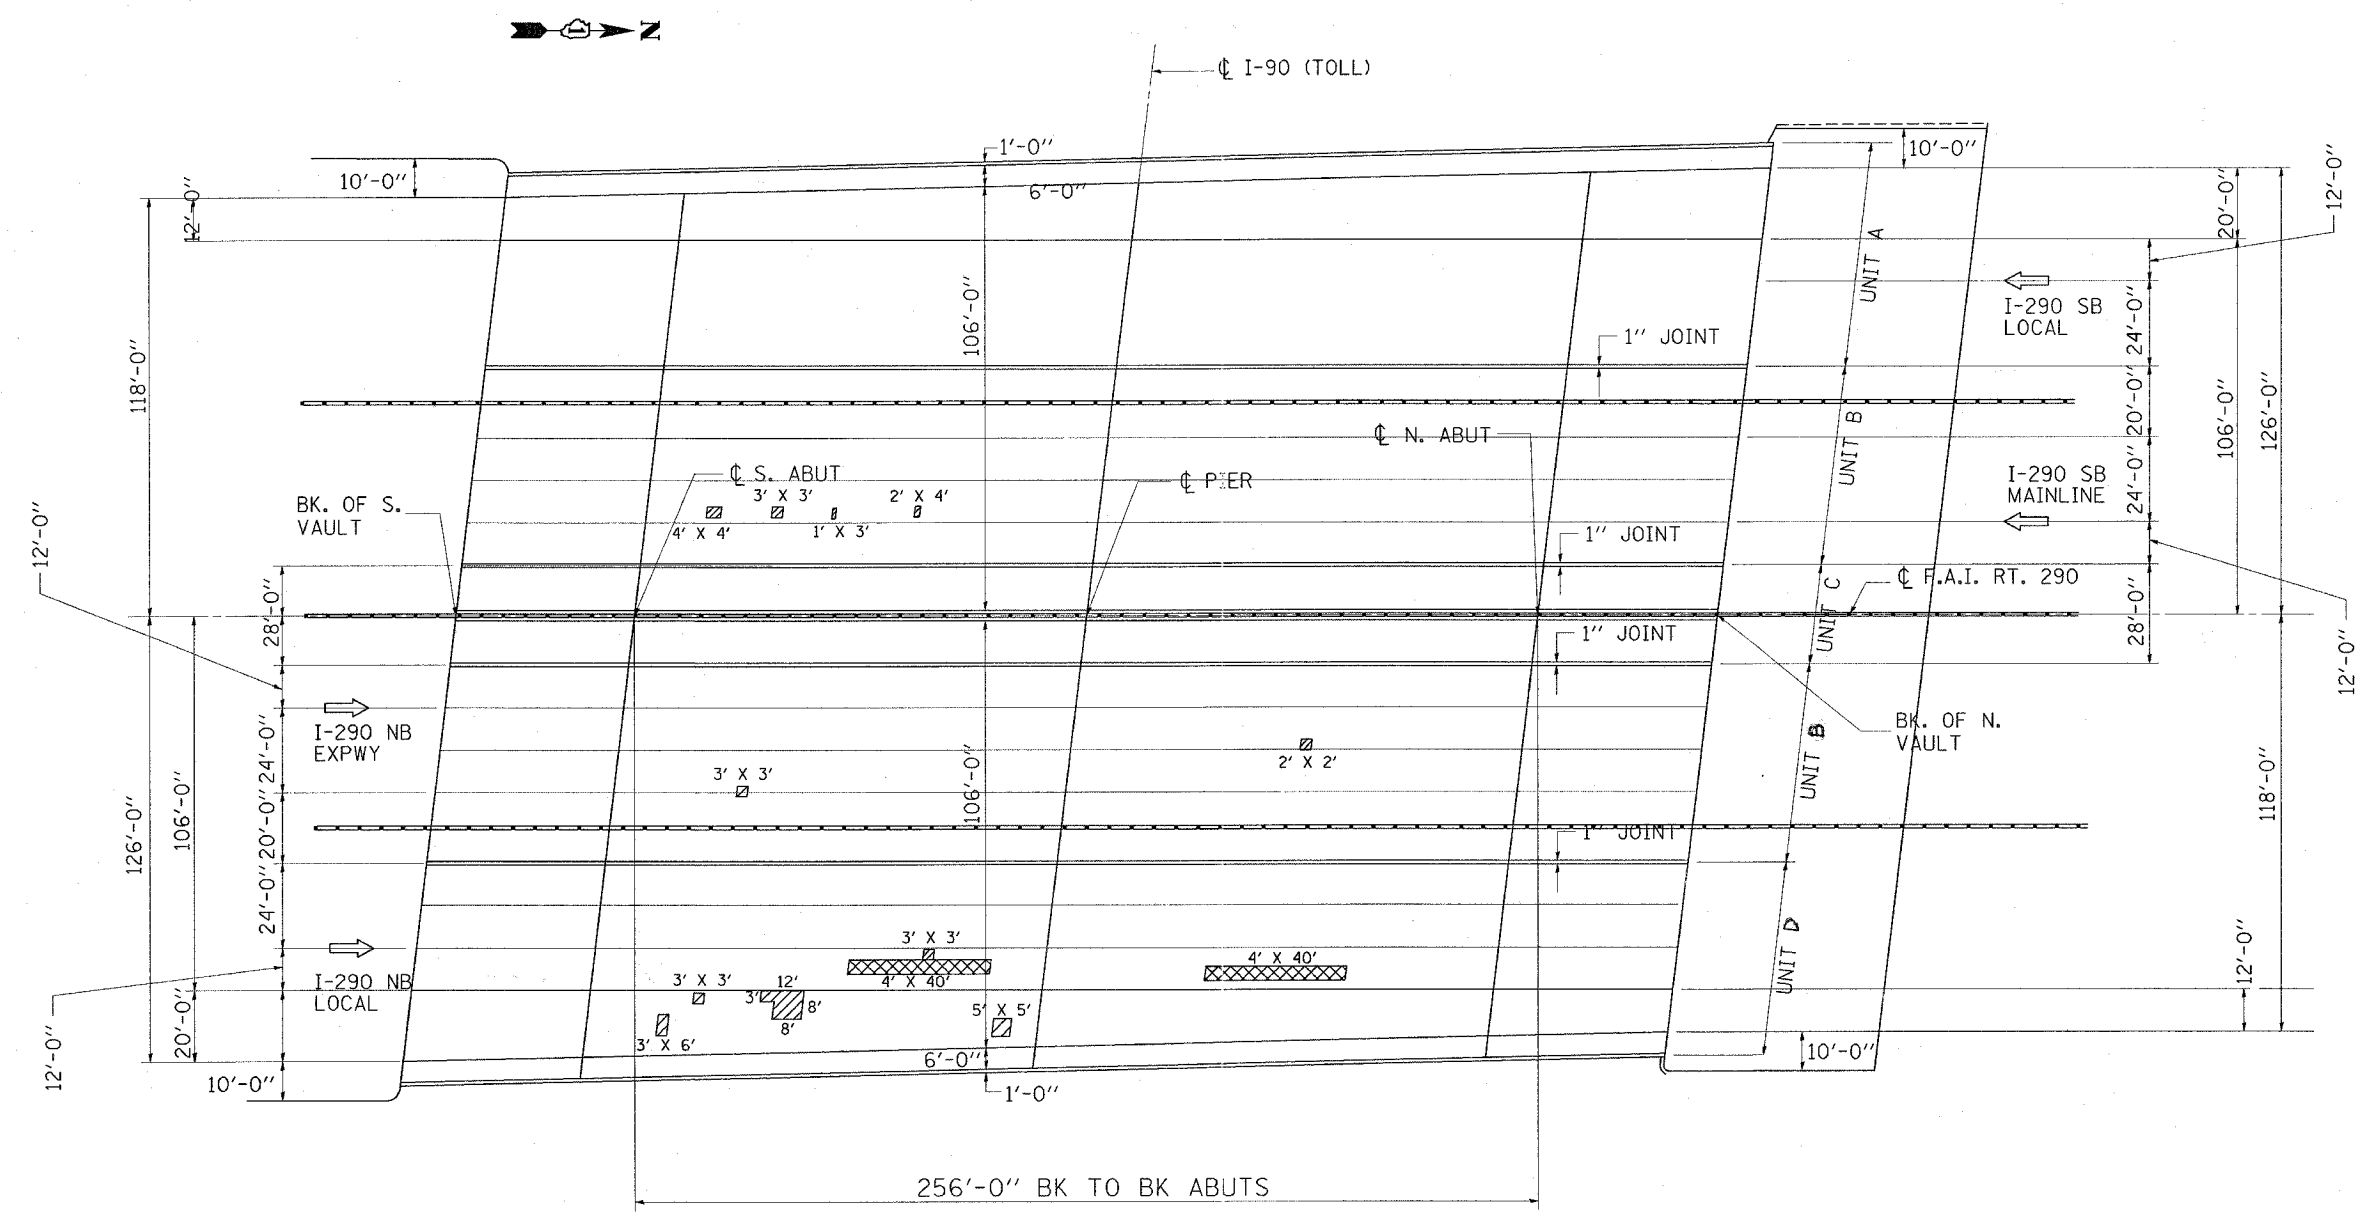 N
℄ I-90 (TOLL)
1'-0"
10'-0"
10'-0"
12'-0"
6'-0"
20'-0"
12'-0"
UNIT A
I-290 SB
LOCAL
106'-0"
1" JOINT
24'-0"
118'-0"
20'-0"
106'-0"
126'-0"
℄ N. ABUT
UNIT B
℄ S. ABUT
℄ PIER
I-290 SB
MAINLINE
24'-0"
BK. OF S.
VAULT
3' X 3'
2' X 4'
4' X 4'
1' X 3'
12'-0"
1" JOINT
28'-0"
℄ F.A.I. RT. 290
UNIT C
28'-0"
1" JOINT
12'-0"
I-290 NB
EXPWY
BK. OF N.
VAULT
24'-0"
UNIT B
2' X 2'
3' X 3'
106'-0"
118'-0"
126'-0"
106'-0"
20'-0"
1" JOINT
24'-0"
UNIT D
3' X 3'
4' X 40'
4' X 40'
I-290 NB
LOCAL
3' X 3'
12'
3'
8'
8'
5' X 5'
3' X 6'
12'-0"
20'-0"
12'-0"
6'-0"
10'-0"
10'-0"
1'-0"
256'-0" BK TO BK ABUTS